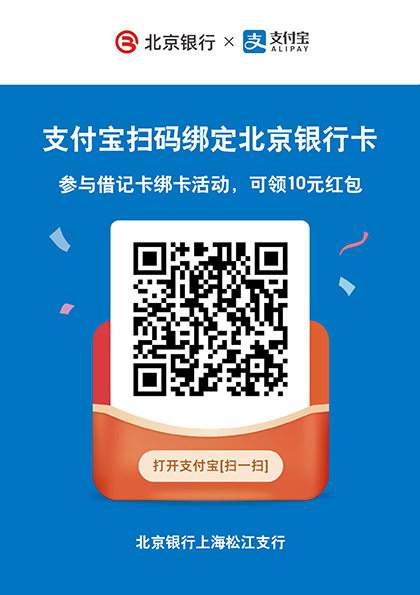 北京银行 × 支付宝
ALIPAY
支付宝扫码绑定北京银行卡
参与借记卡绑卡活动，可领10元红包
打开支付宝[扫一扫]
北京银行上海松江支行